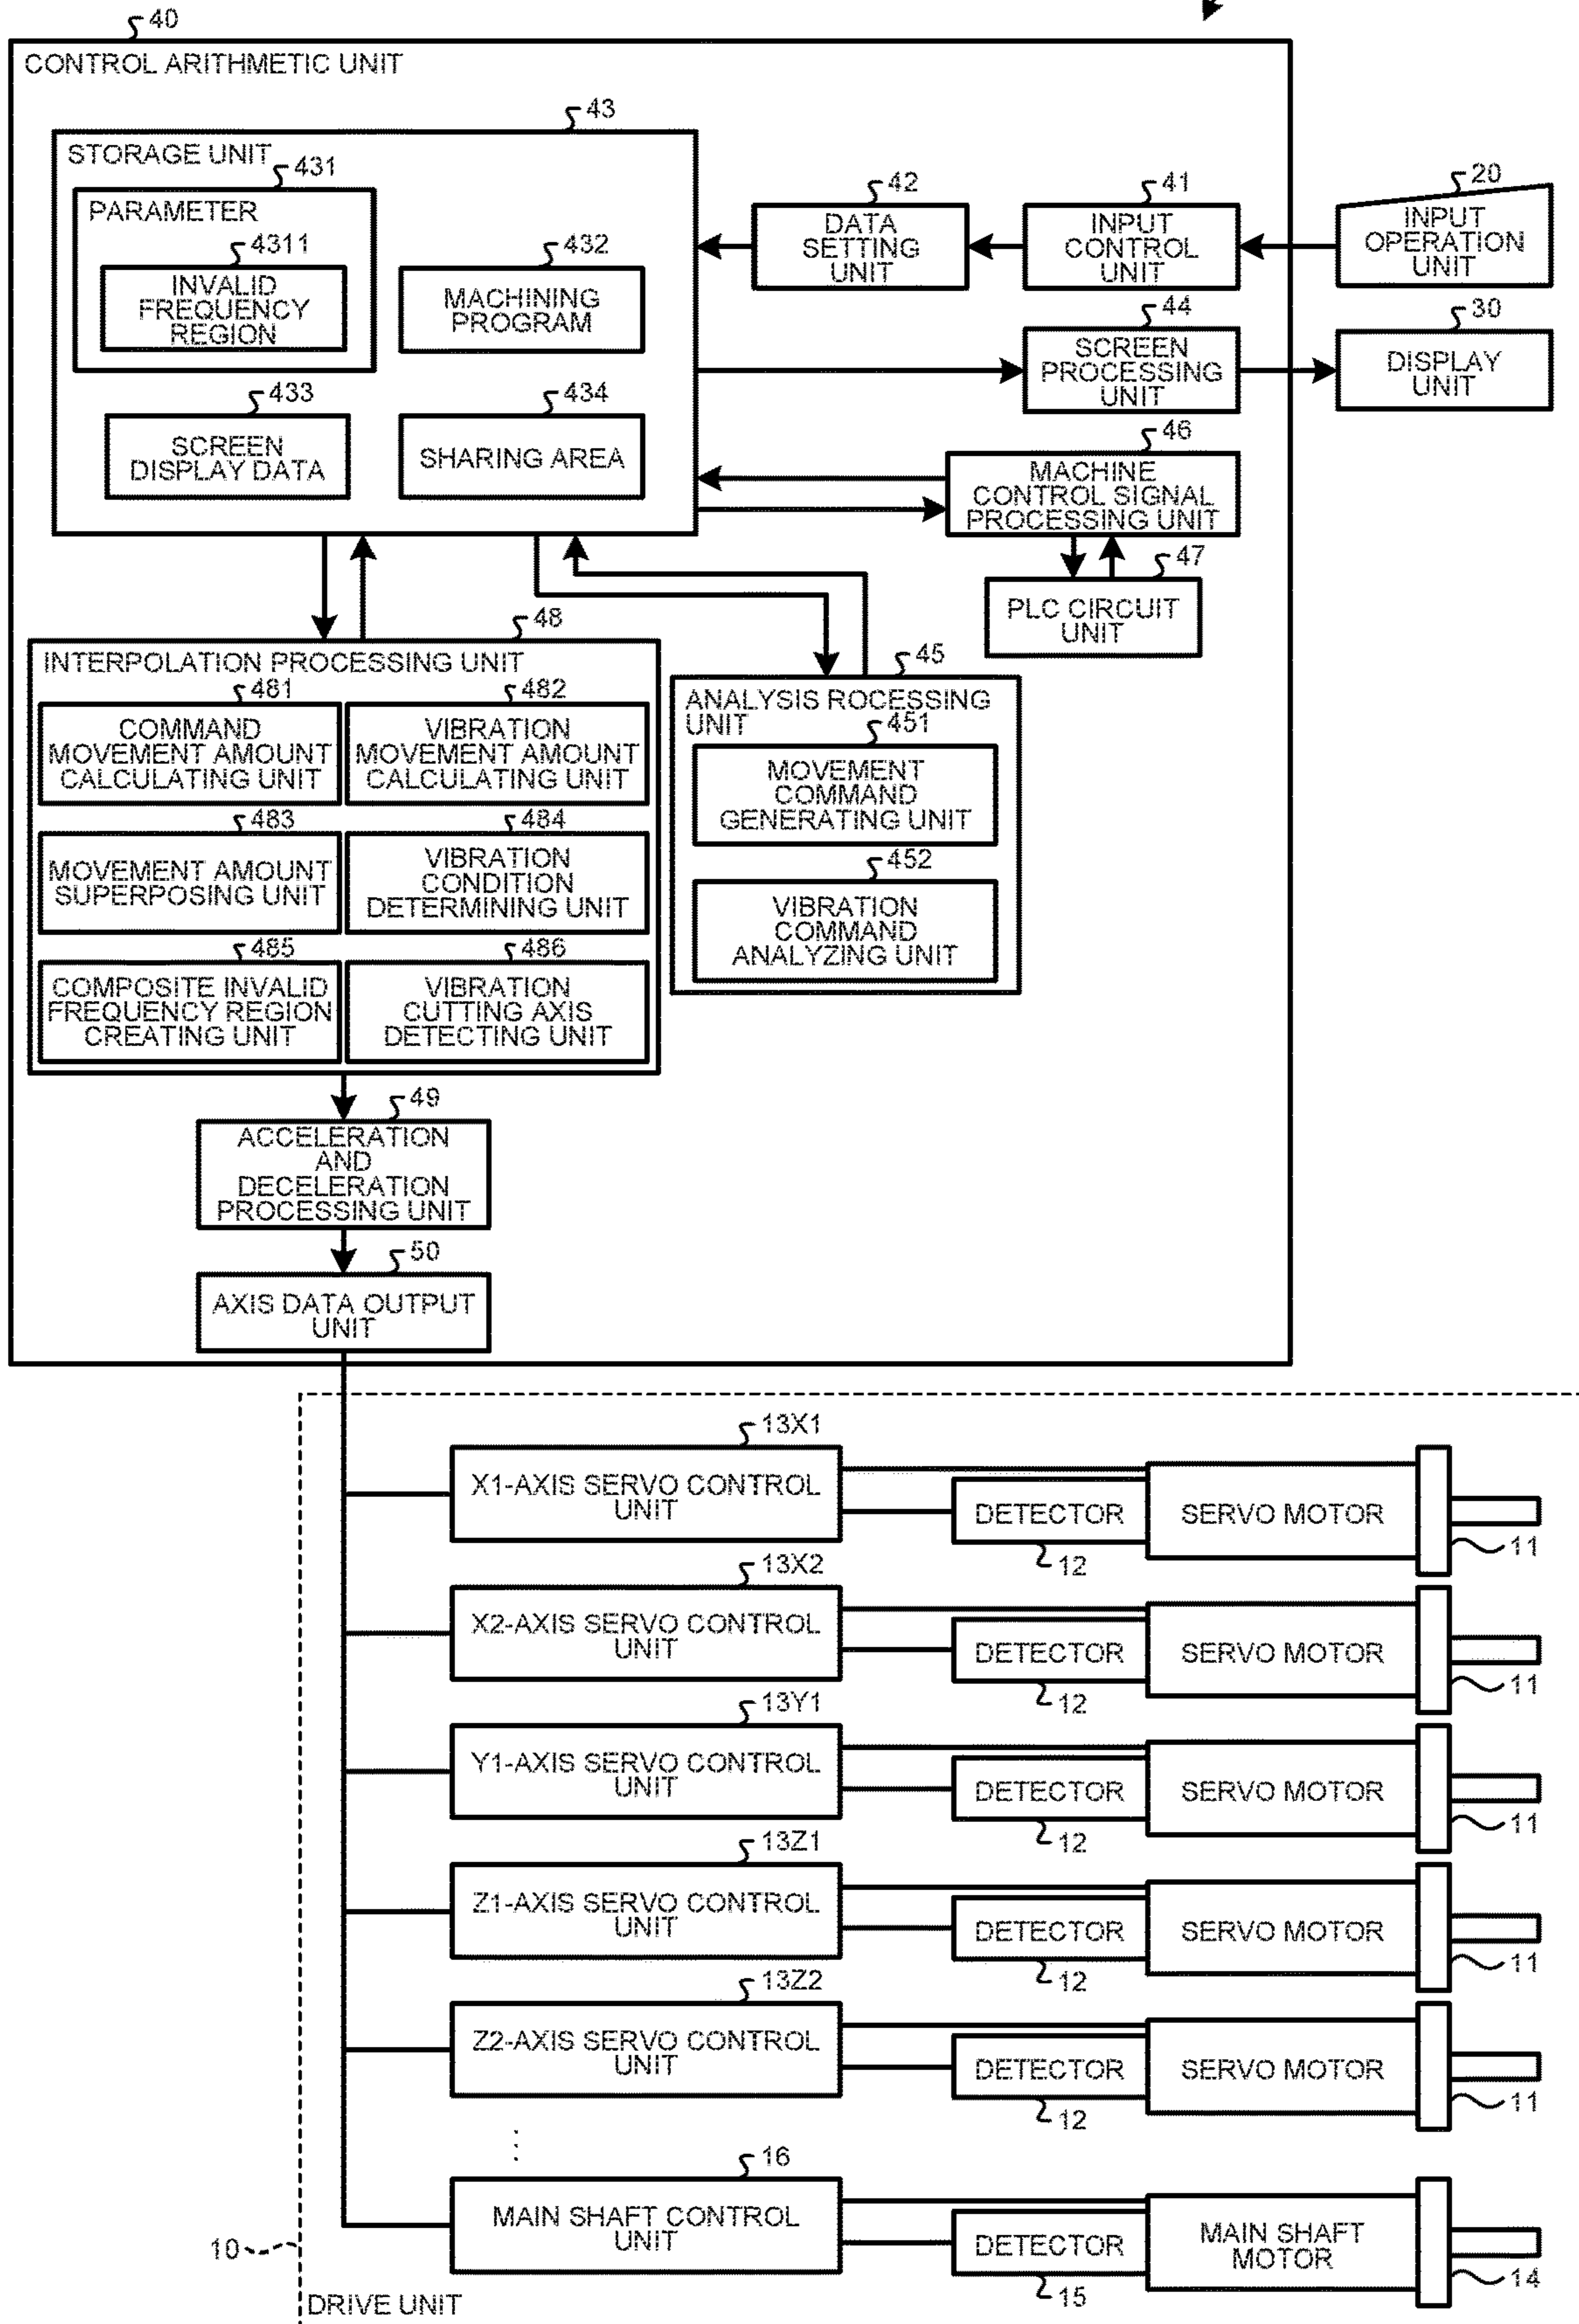 40
CONTROL ARITHMETIC UNIT
43
STORAGE UNIT
431
PARAMETER
4311
INVALID
FREQUENCY
REGION
432
MACHINING
PROGRAM
433
SCREEN
DISPLAY DATA
434
SHARING AREA
42
DATA
SETTING
UNIT
41
INPUT
CONTROL
UNIT
20
INPUT
OPERATION
UNIT
44
SCREEN
PROCESSING
UNIT
30
DISPLAY
UNIT
46
MACHINE
CONTROL SIGNAL
PROCESSING UNIT
47
PLC CIRCUIT
UNIT
48
INTERPOLATION PROCESSING UNIT
481
COMMAND
MOVEMENT AMOUNT
CALCULATING UNIT
482
VIBRATION
MOVEMENT AMOUNT
CALCULATING UNIT
483
MOVEMENT AMOUNT
SUPERPOSING UNIT
484
VIBRATION
CONDITION
DETERMINING UNIT
485
COMPOSITE INVALID
FREQUENCY REGION
CREATING UNIT
486
VIBRATION
CUTTING AXIS
DETECTING UNIT
45
ANALYSIS ROCESSING
UNIT
451
MOVEMENT
COMMAND
GENERATING UNIT
452
VIBRATION
COMMAND
ANALYZING UNIT
49
ACCELERATION
AND
DECELERATION
PROCESSING UNIT
50
AXIS DATA OUTPUT
UNIT
13X1
X1-AXIS SERVO CONTROL
UNIT
DETECTOR
12
SERVO MOTOR
11
13X2
X2-AXIS SERVO CONTROL
UNIT
DETECTOR
12
SERVO MOTOR
11
13Y1
Y1-AXIS SERVO CONTROL
UNIT
DETECTOR
12
SERVO MOTOR
11
13Z1
Z1-AXIS SERVO CONTROL
UNIT
DETECTOR
12
SERVO MOTOR
11
13Z2
Z2-AXIS SERVO CONTROL
UNIT
DETECTOR
12
SERVO MOTOR
11
16
MAIN SHAFT CONTROL
UNIT
DETECTOR
15
MAIN SHAFT
MOTOR
14
10
DRIVE UNIT